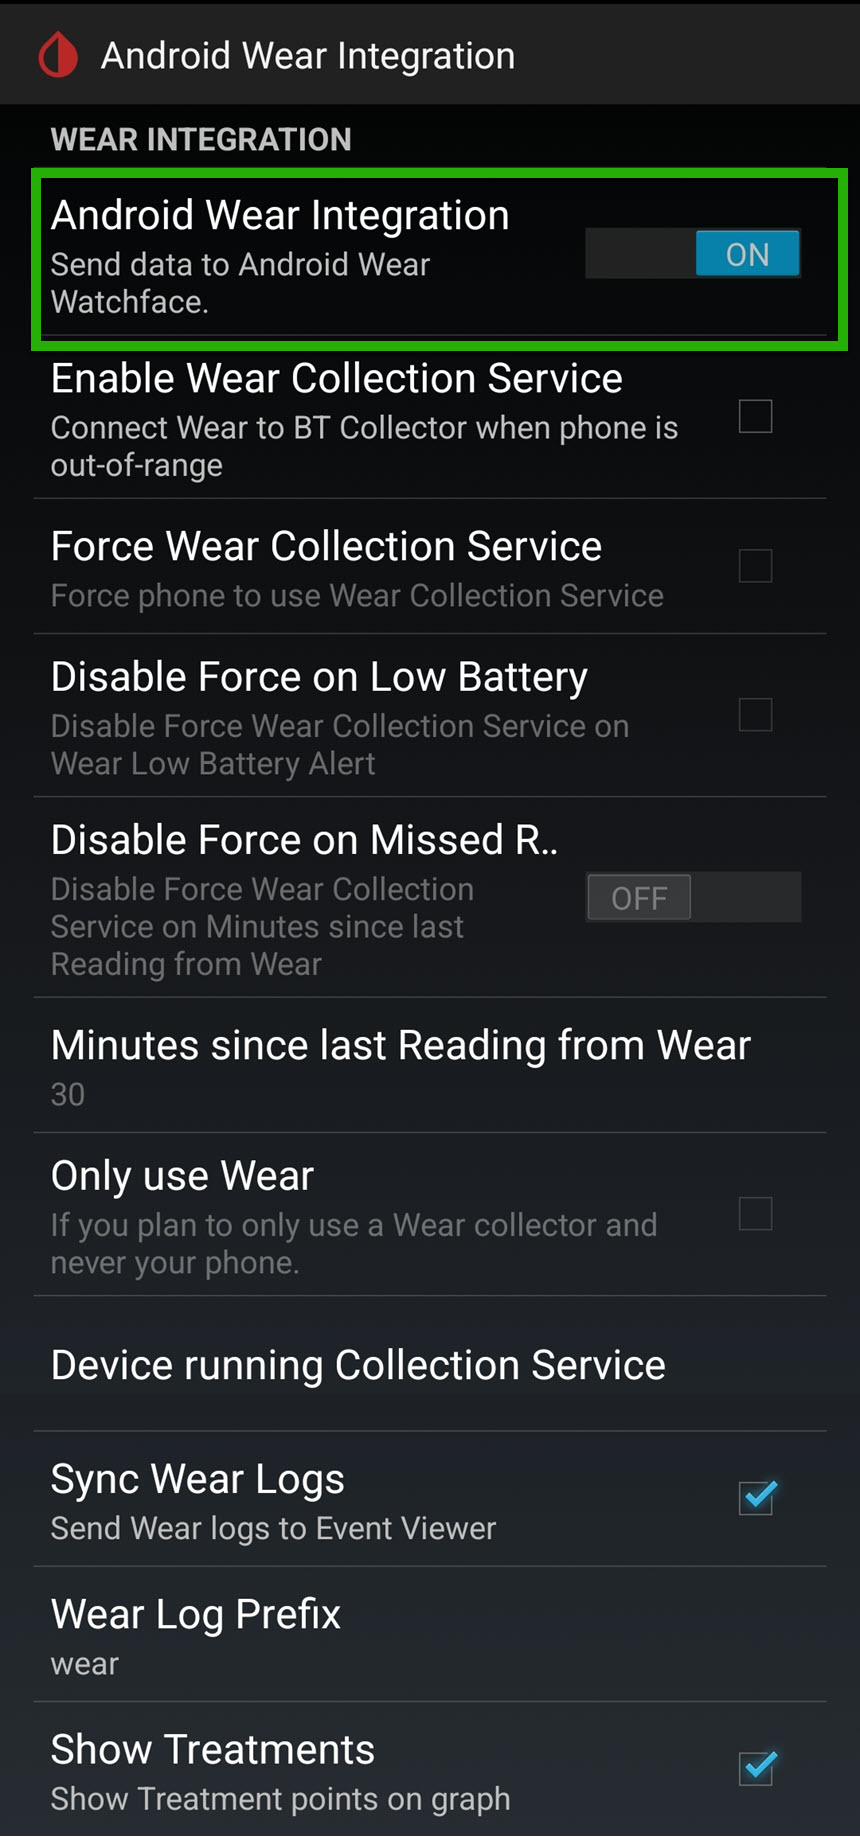 Android Wear Integration
WEAR INTEGRATION
Android Wear Integration
Send data to Android Wear
Watchface.
ON
Enable Wear Collection Service
Connect Wear to BT Collector when phone is
out-of-range
Force Wear Collection Service
Force phone to use Wear Collection Service
Disable Force on Low Battery
Disable Force Wear Collection Service on
Wear Low Battery Alert
Disable Force on Missed R..
Disable Force Wear Collection
Service on Minutes since last
Reading from Wear
OFF
Minutes since last Reading from Wear
30
Only use Wear
If you plan to only use a Wear collector and
never your phone.
Device running Collection Service
Sync Wear Logs
Send Wear logs to Event Viewer
Wear Log Prefix
wear
Show Treatments
Show Treatment points on graph